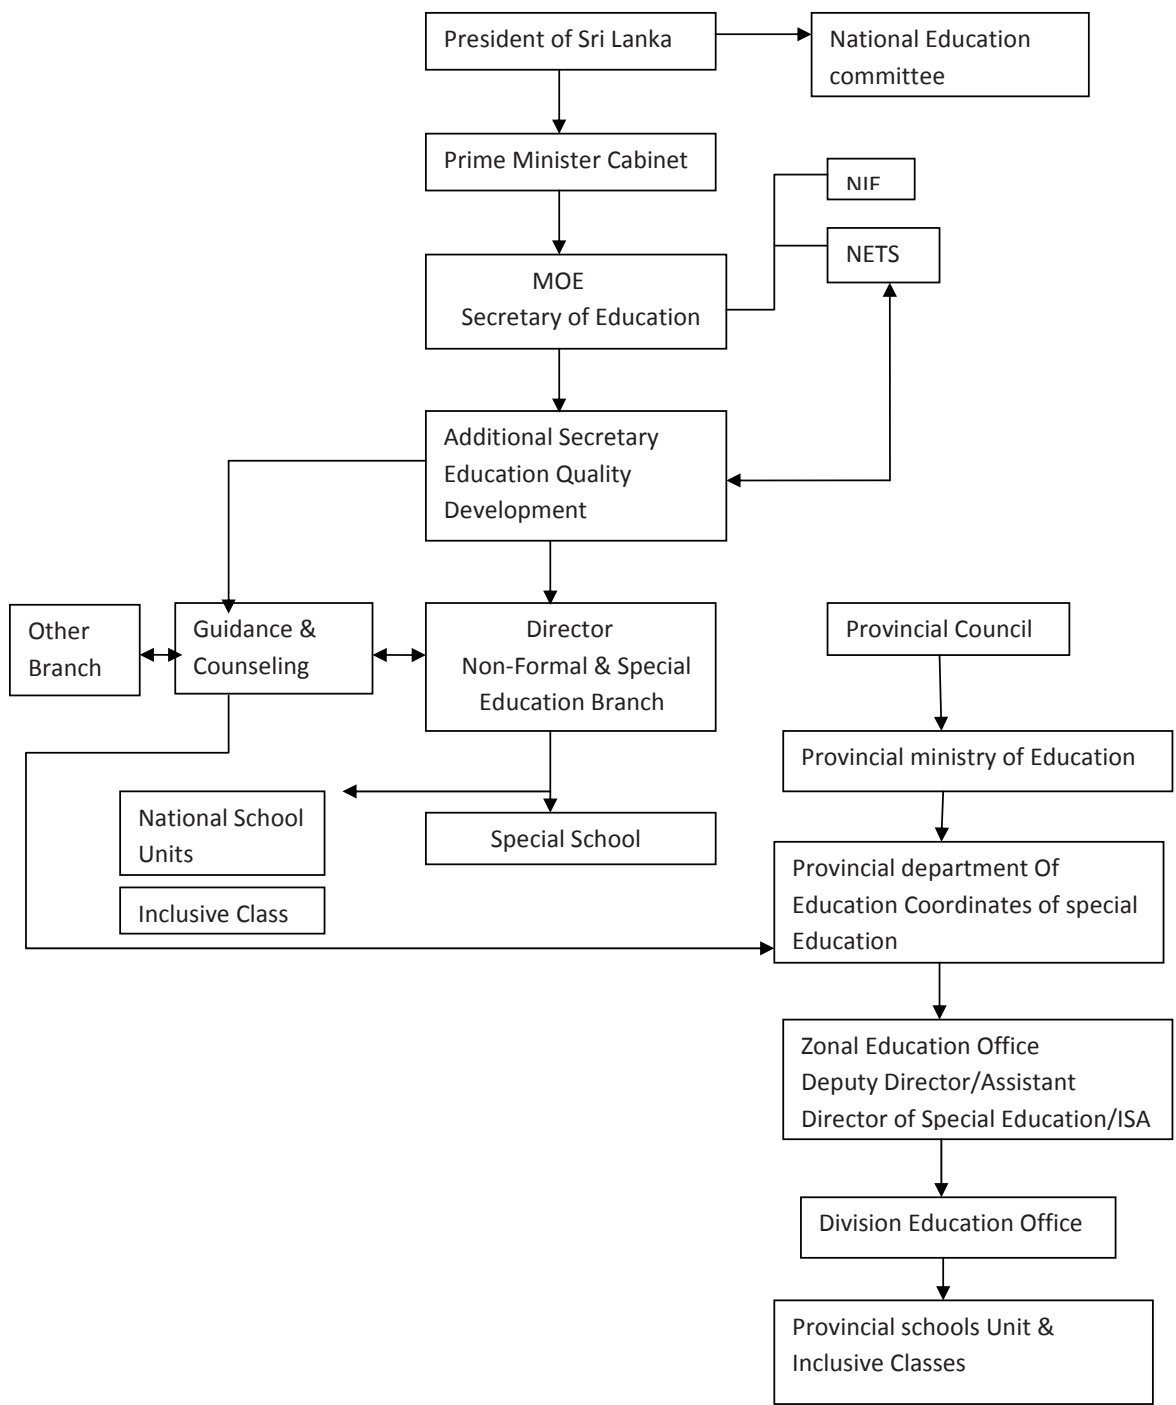 President of Sri Lanka
National Education
committee
Prime Minister Cabinet
NETS
MOE
Secretary of Education
Additional Secretary
Education Quality
Development
Other
Branch
Guidance &
Counseling
Director
Non-Formal & Special
Education Branch
Provincial Council
Provincial ministry of Education
National School
Units
Special School
Inclusive Class
Provincial department Of
Education Coordinates of special
Education
Zonal Education Office
Deputy Director/Assistant
Director of Special Education/ISA
Division Education Office
Provincial schools Unit &
Inclusive Classes